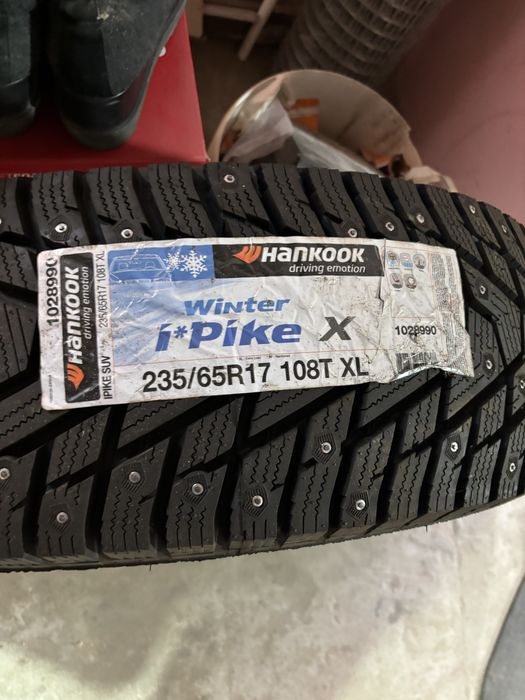 HANKOOK
driving emotion
Winter
i*Pike X
235/65R17 108T XL
1028990
1028990
HANKOOK
driving emotion
iPIKE SUV
235/65R17 108T XL